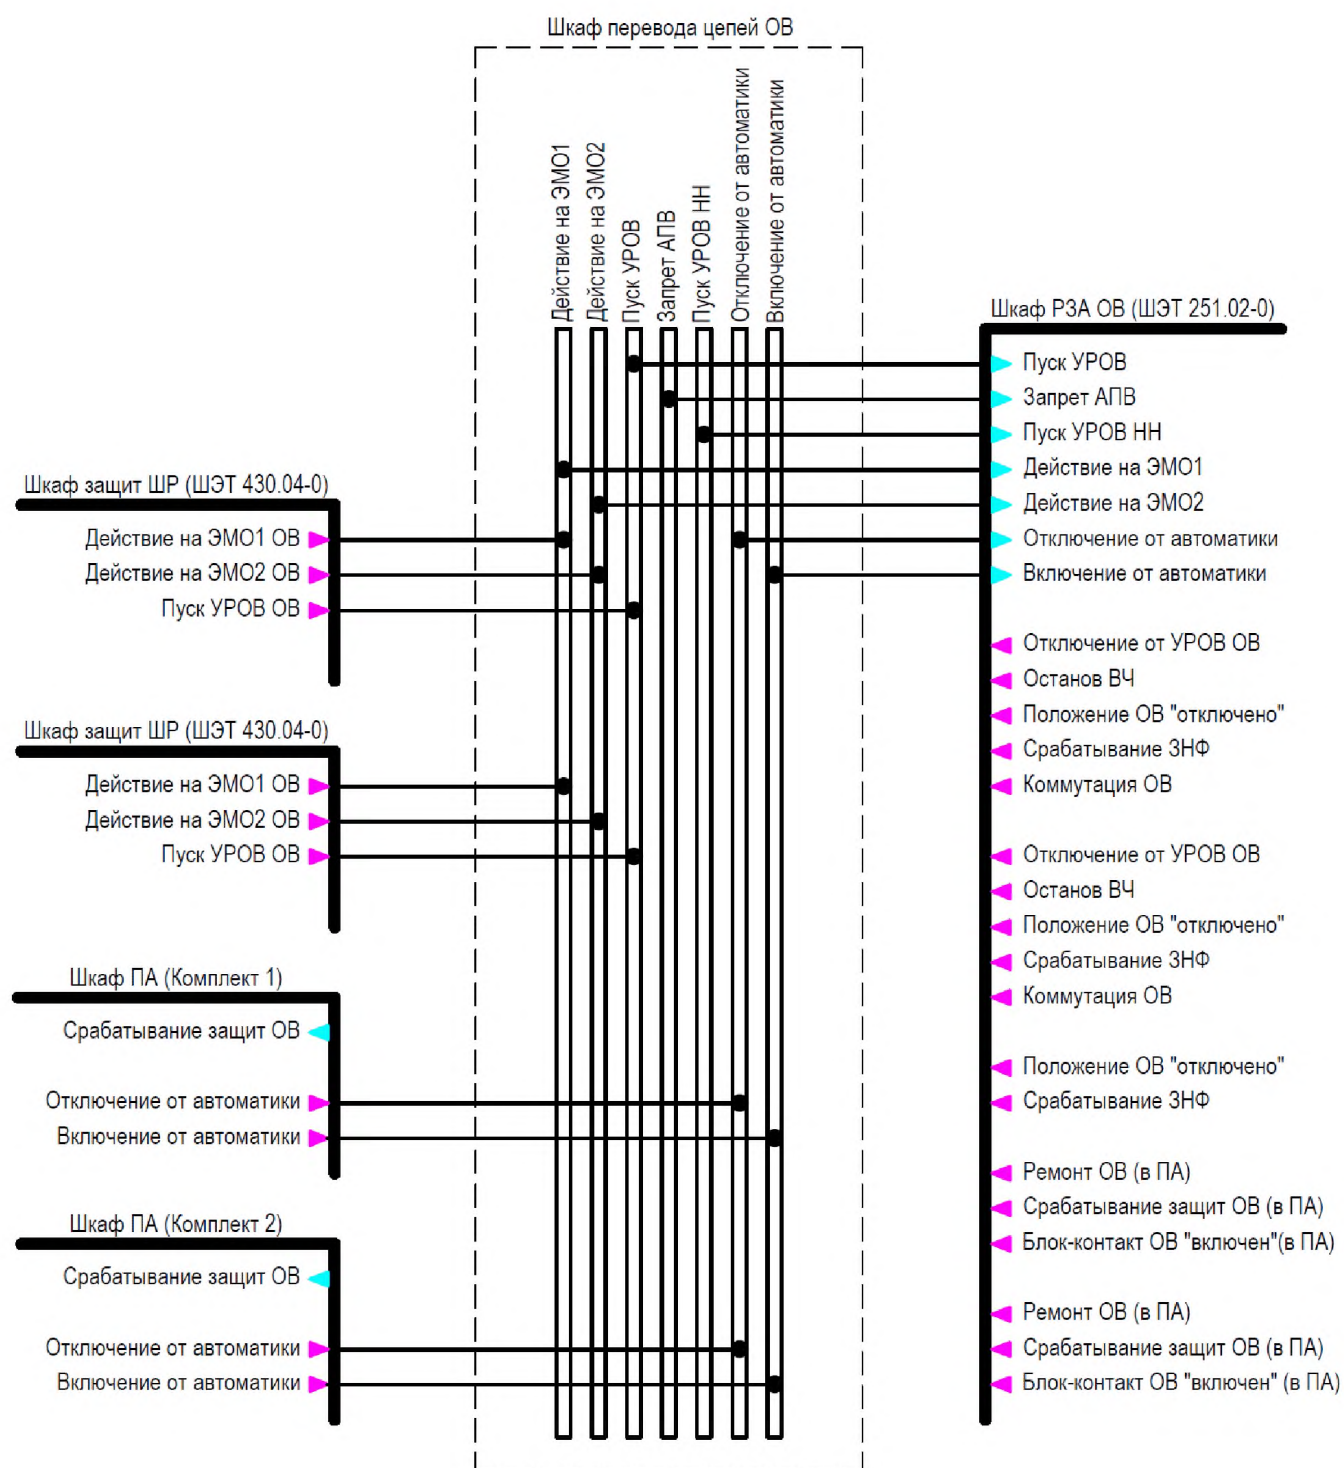 Шкаф перевода цепей ОВ
Действие на ЭМО1
Действие на ЭМО2
Пуск УРОВ
Запрет АПВ
Пуск УРОВ НН
Отключение от автоматики
Включение от автоматики
Шкаф защит ШР (ШЭТ 430.04-0)
Действие на ЭМО1 ОВ
Действие на ЭМО2 ОВ
Пуск УРОВ ОВ
Шкаф защит ШР (ШЭТ 430.04-0)
Действие на ЭМО1 ОВ
Действие на ЭМО2 ОВ
Пуск УРОВ ОВ
Шкаф ПА (Комплект 1)
Срабатывание защит ОВ
Отключение от автоматики
Включение от автоматики
Шкаф ПА (Комплект 2)
Срабатывание защит ОВ
Отключение от автоматики
Включение от автоматики
Шкаф РЗА ОВ (ШЭТ 251.02-0)
Пуск УРОВ
Запрет АПВ
Пуск УРОВ НН
Действие на ЭМО1
Действие на ЭМО2
Отключение от автоматики
Включение от автоматики
Отключение от УРОВ ОВ
Останов ВЧ
Положение ОВ "отключено"
Срабатывание ЗНФ
Коммутация ОВ
Отключение от УРОВ ОВ
Останов ВЧ
Положение ОВ "отключено"
Срабатывание ЗНФ
Коммутация ОВ
Положение ОВ "отключено"
Срабатывание ЗНФ
Ремонт ОВ (в ПА)
Срабатывание защит ОВ (в ПА)
Блок-контакт ОВ "включен"(в ПА)
Ремонт ОВ (в ПА)
Срабатывание защит ОВ (в ПА)
Блок-контакт ОВ "включен" (в ПА)